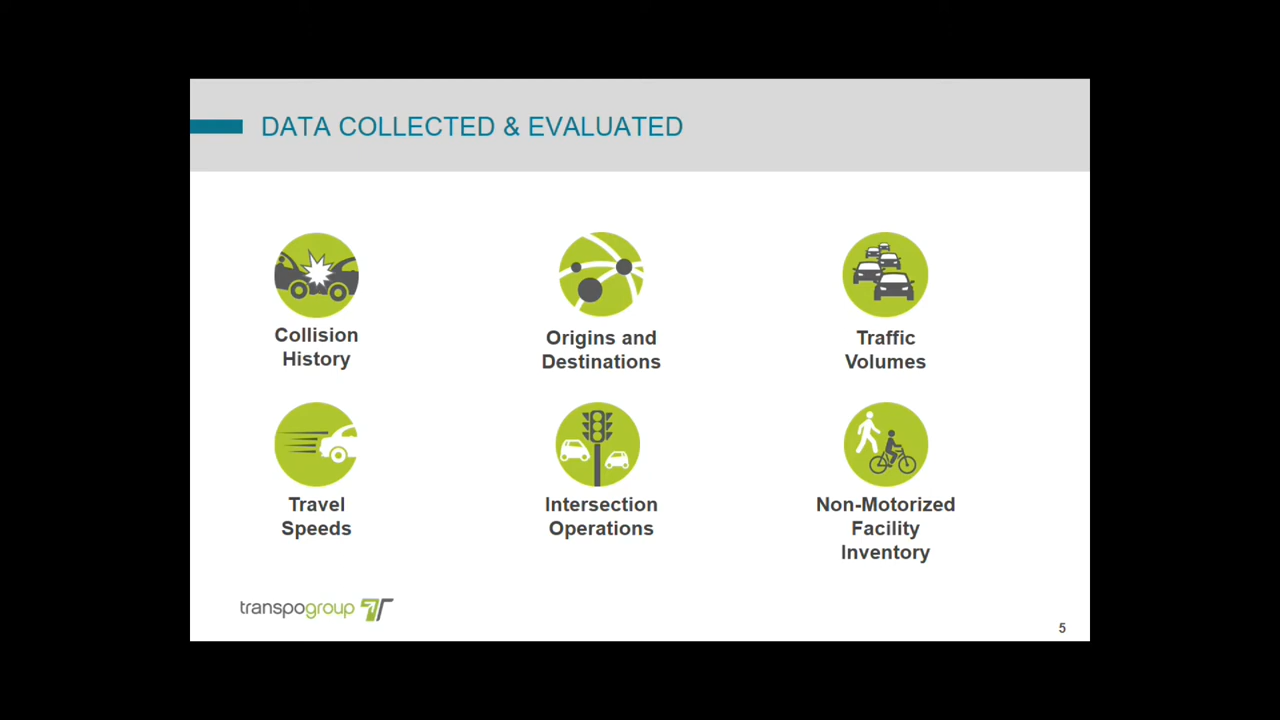 DATA COLLECTED & EVALUATED
Collision
History
Origins and
Destinations
Traffic
Volumes
Travel
Speeds
Intersection
Operations
Non-Motorized
Facility
Inventory
transpogroup
5